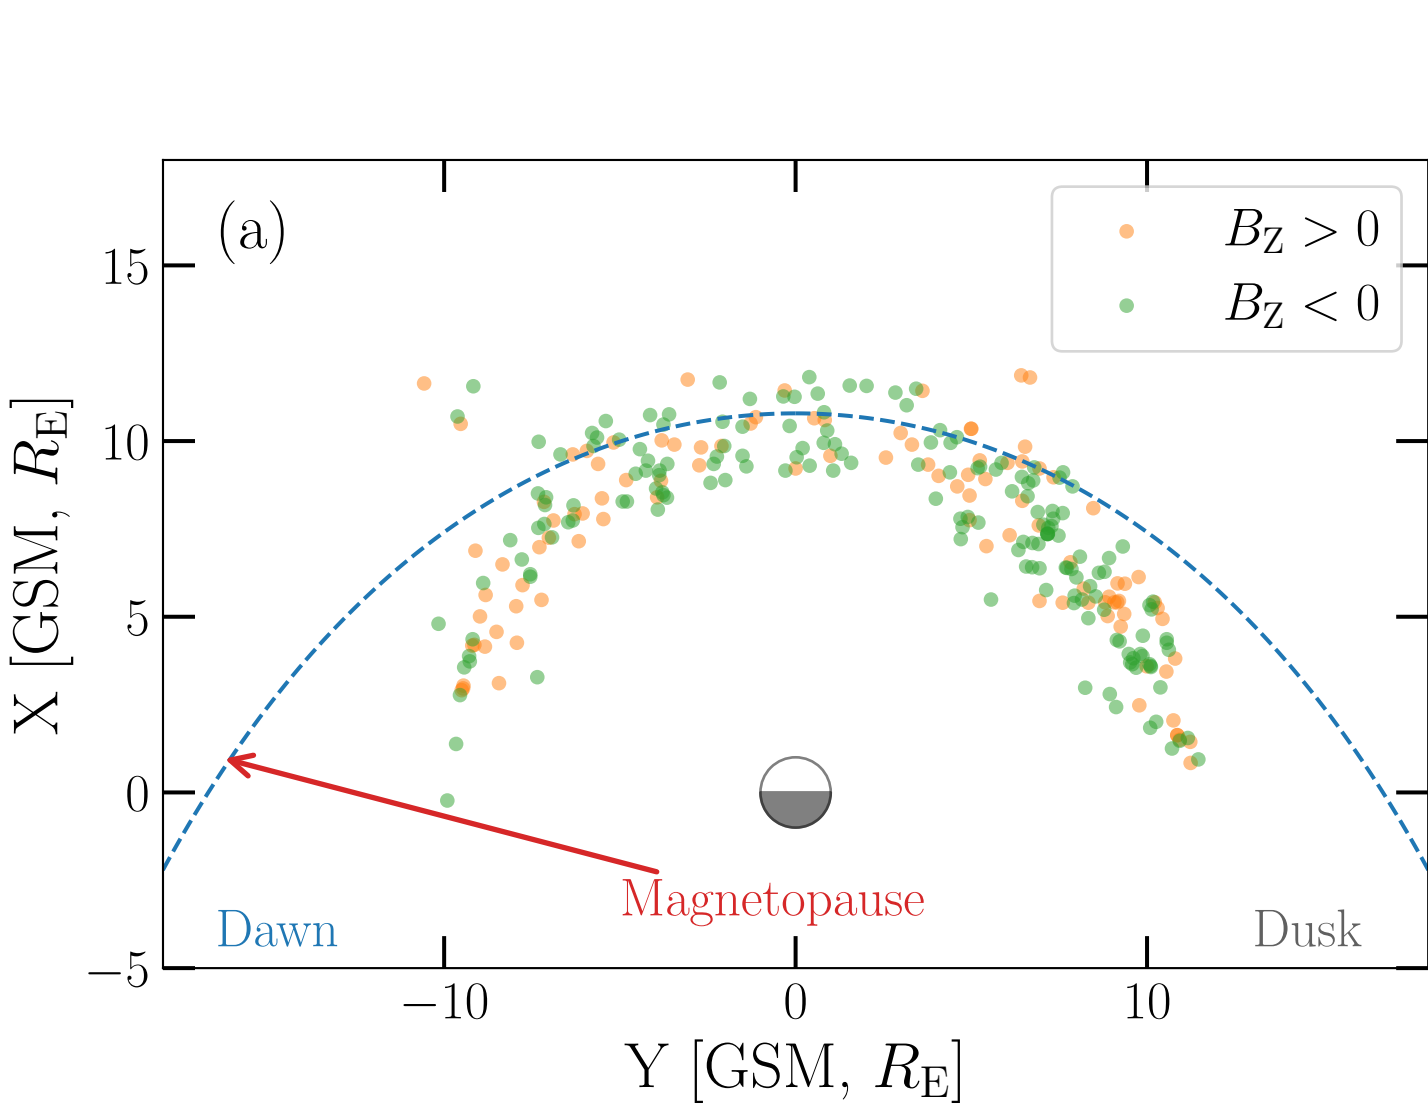 (a)
B_Z > 0
B_Z < 0
15
10
5
0
−5
X [GSM, R_E]
Magnetopause
Dawn
Dusk
−10
0
10
Y [GSM, R_E]